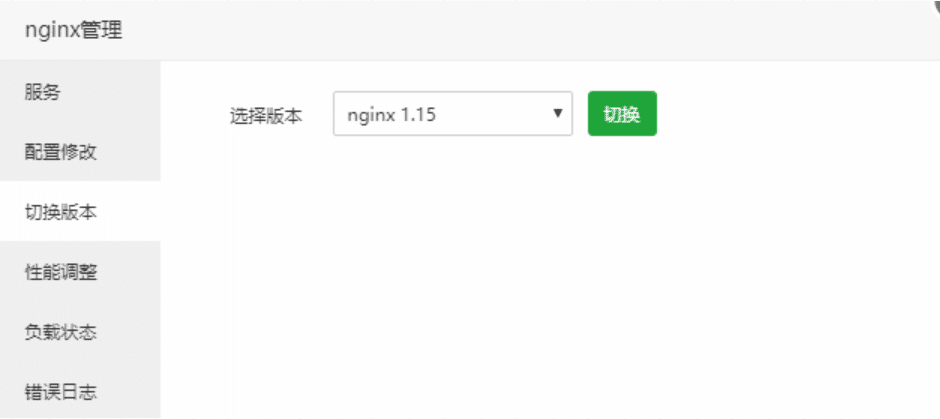 nginx管理
服务
选择版本 nginx 1.15 切换
配置修改
切换版本
性能调整
负载状态
错误日志